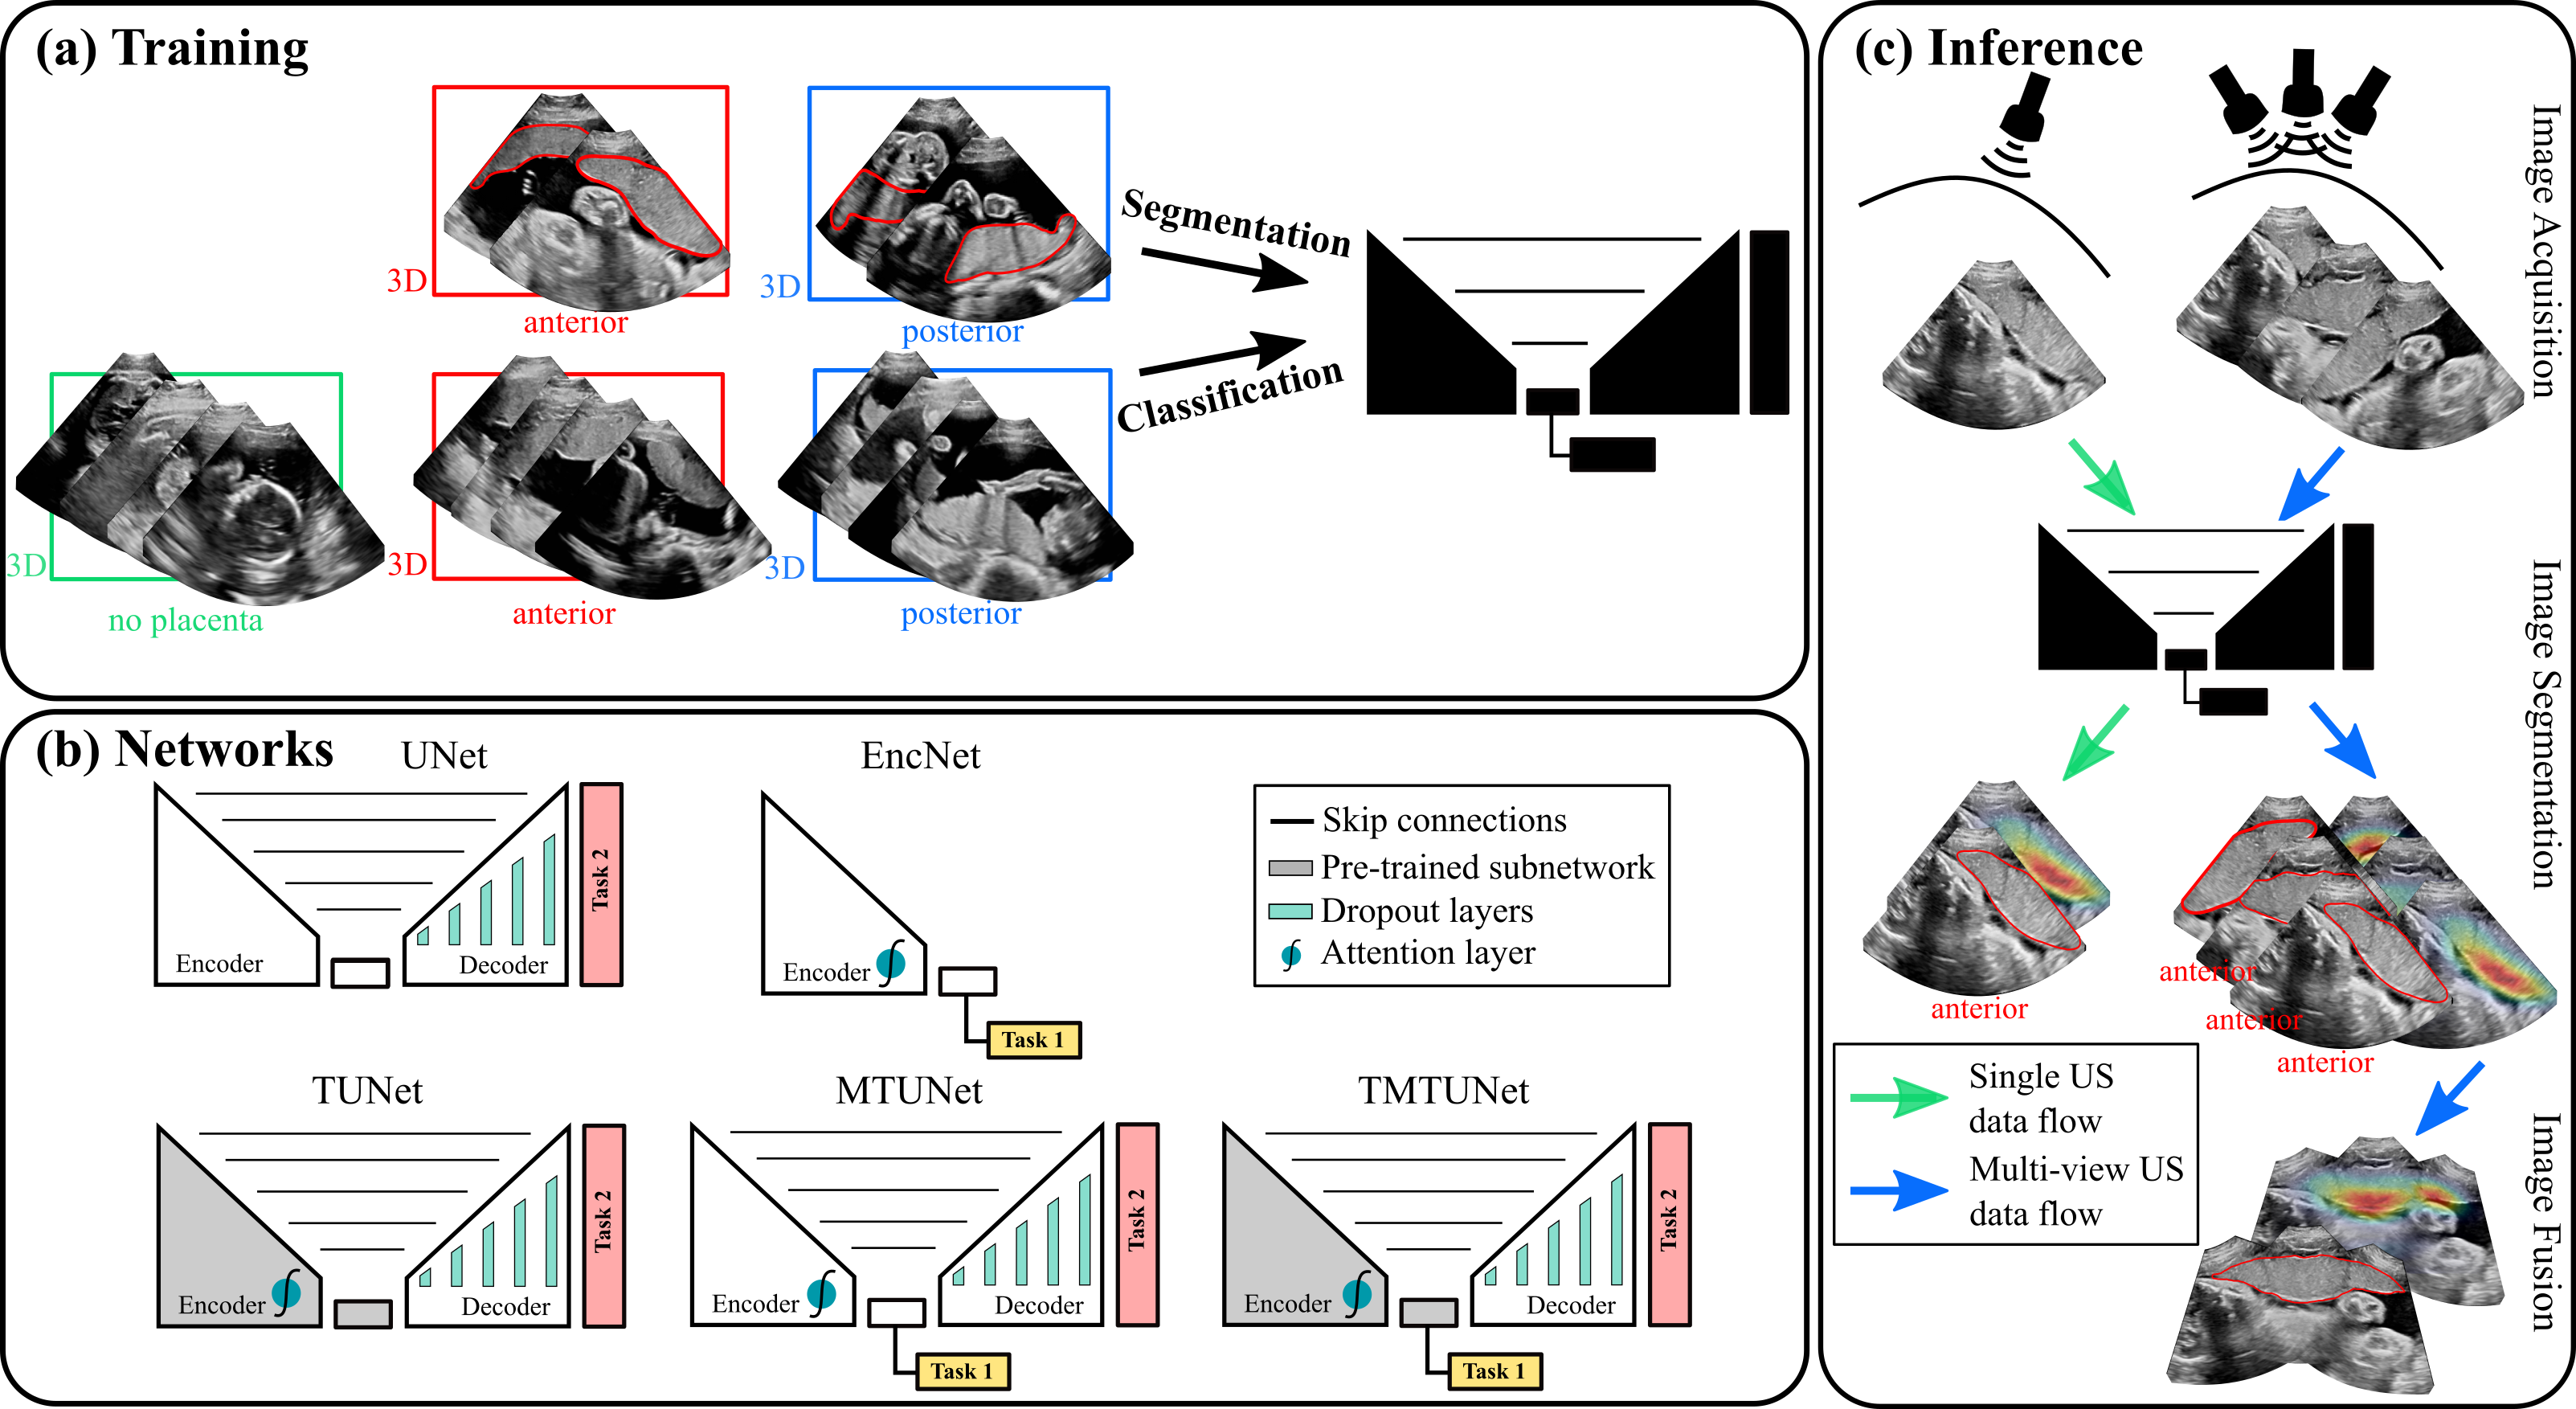 (a) Training
3D
anterior
3D
posterior
Segmentation
Classification
3D
no placenta
3D
anterior
3D
posterior
(b) Networks
UNet
Encoder
Decoder
Task 2
EncNet
Encoder
Task 1
Skip connections
Pre-trained subnetwork
Dropout layers
Attention layer
TUNet
Encoder
Decoder
Task 2
MTUNet
Encoder
Decoder
Task 2
Task 1
TMTUNet
Encoder
Decoder
Task 2
Task 1
(c) Inference
Image Acquisition
Image Segmentation
anterior
anterior
anterior
anterior
Single US
data flow
Multi-view US
data flow
Image Fusion